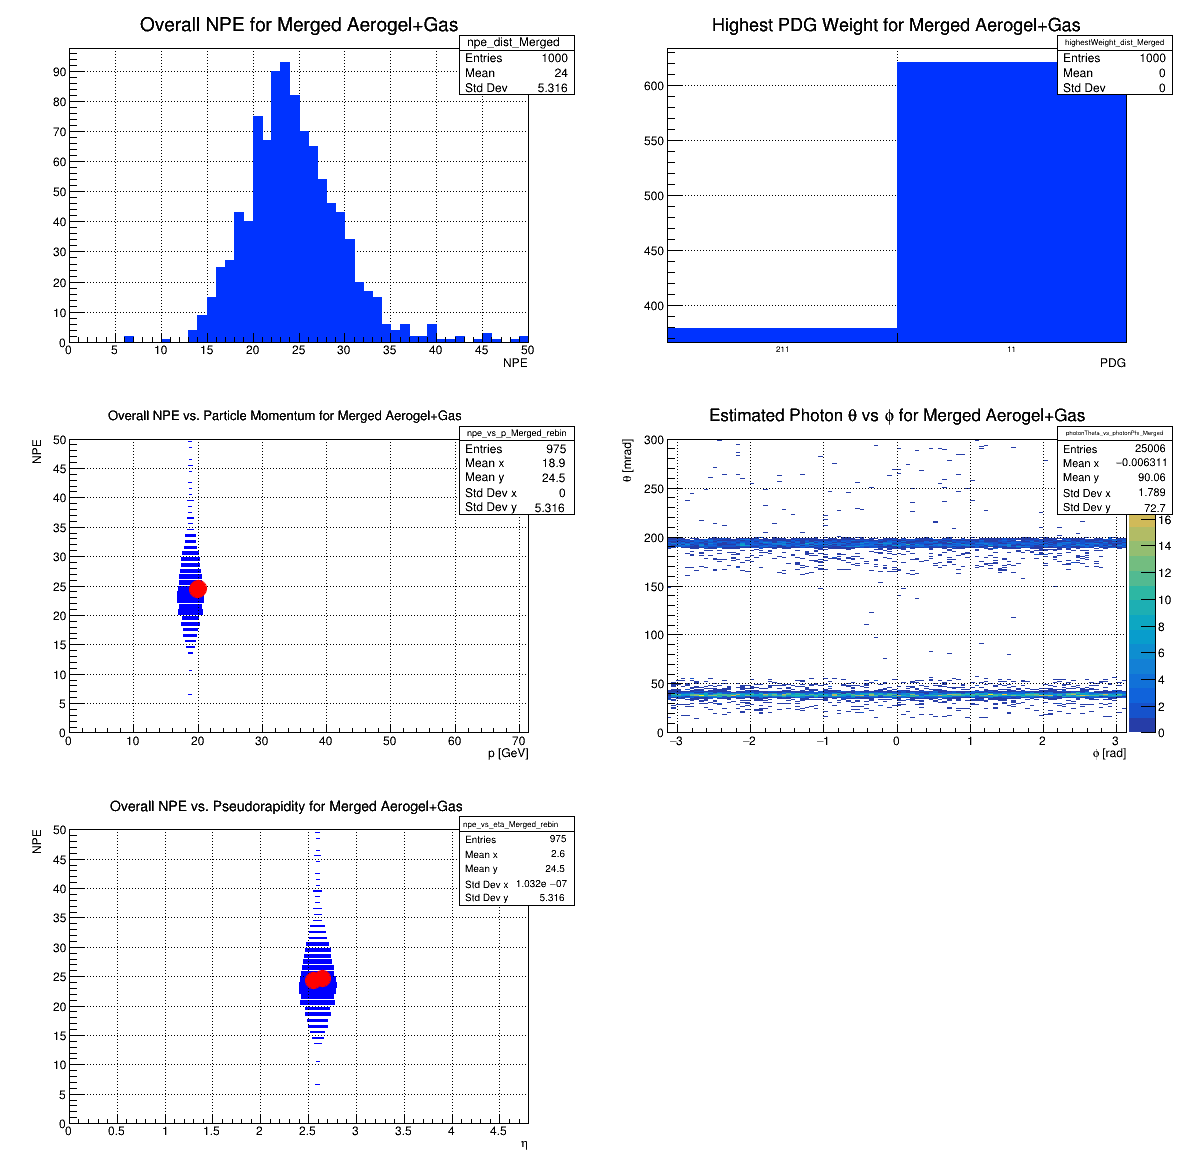 Overall NPE for Merged Aerogel+Gas
npe_dist_Merged
Entries 1000
Mean 24
Std Dev 5.316
90
80
70
60
50
40
30
20
10
0
0 5 10 15 20 25 30 35 40 45 50
NPE
Highest PDG Weight for Merged Aerogel+Gas
highestWeight_dist_Merged
Entries 1000
Mean 0
Std Dev 0
600
550
500
450
400
211 11
PDG
Overall NPE vs. Particle Momentum for Merged Aerogel+Gas
npe_vs_p_Merged_rebin
Entries 975
Mean x 18.9
Mean y 24.5
Std Dev x 0
Std Dev y 5.316
NPE
50
45
40
35
30
25
20
15
10
5
0
0 10 20 30 40 50 60 70
p [GeV]
Estimated Photon θ vs ϕ for Merged Aerogel+Gas
photonTheta_vs_photonPhi_Merged
Entries 25006
Mean x −0.006311
Mean y 90.06
Std Dev x 1.789
Std Dev y 72.7
θ [mrad]
300
250
200
150
100
50
0
−3 −2 −1 0 1 2 3
ϕ [rad]
16
14
12
10
8
6
4
2
0
Overall NPE vs. Pseudorapidity for Merged Aerogel+Gas
npe_vs_eta_Merged_rebin
Entries 975
Mean x 2.6
Mean y 24.5
Std Dev x 1.032e −07
Std Dev y 5.316
NPE
50
45
40
35
30
25
20
15
10
5
0
0 0.5 1 1.5 2 2.5 3 3.5 4 4.5
η